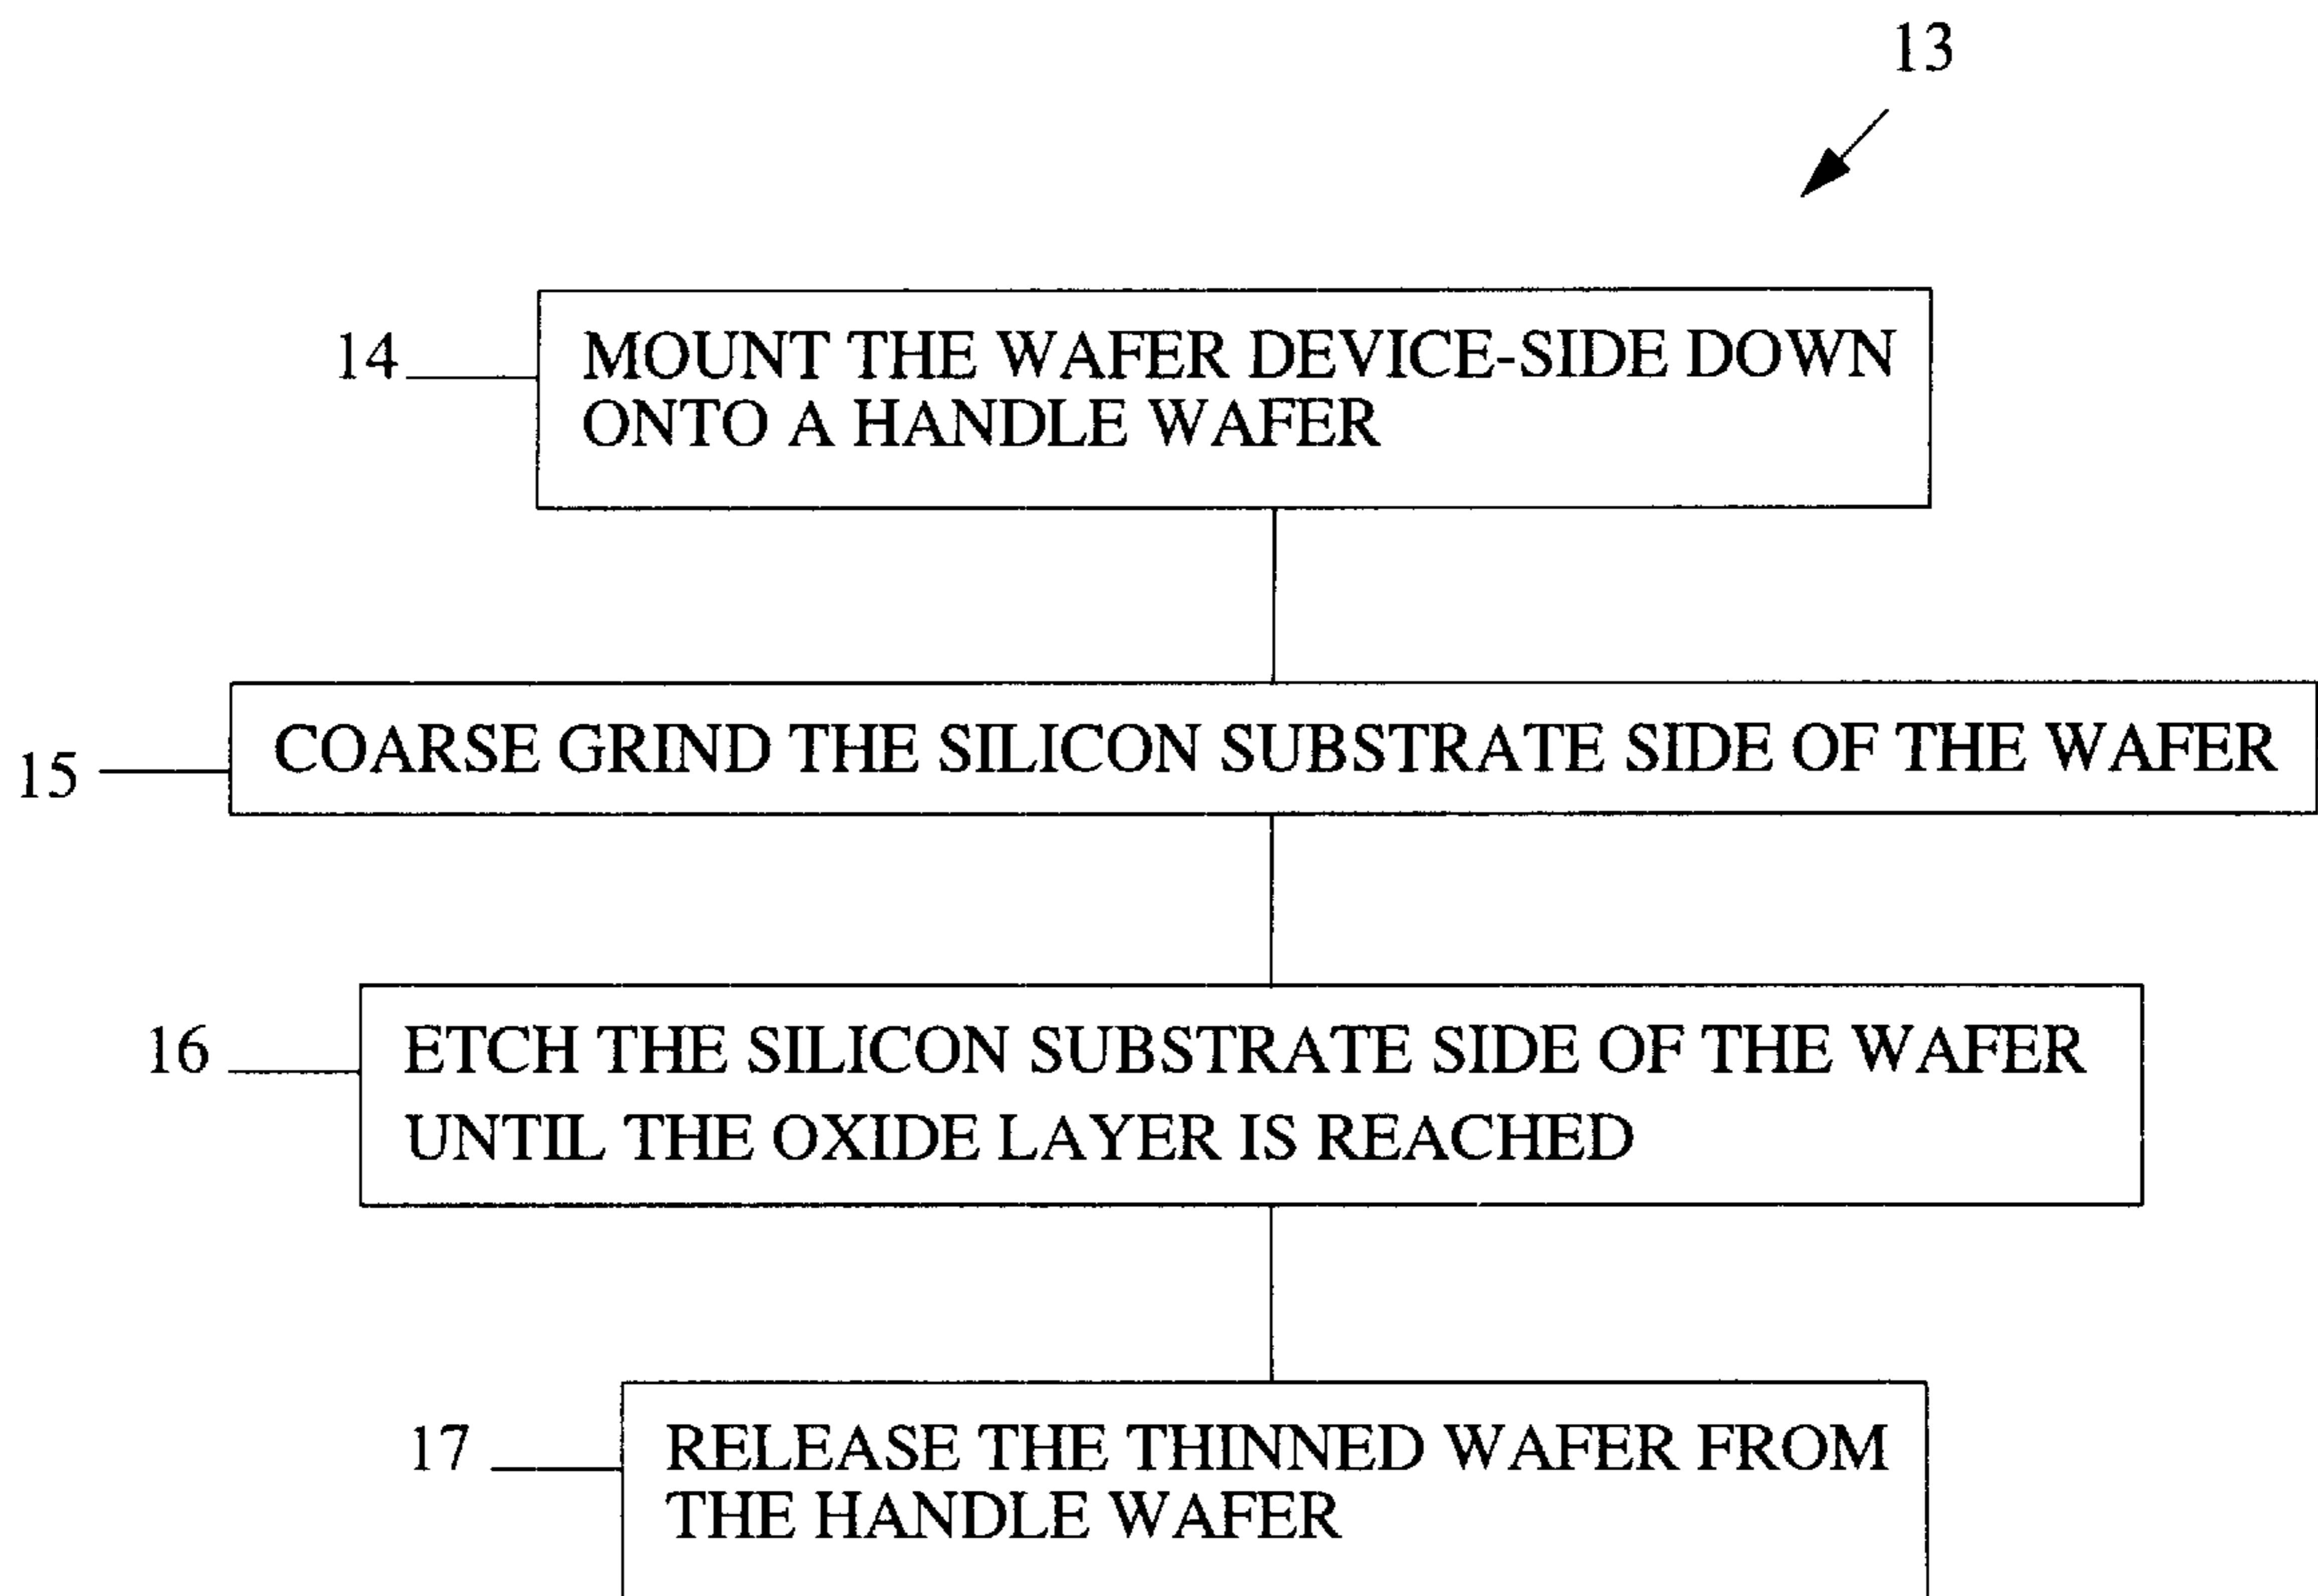 13
14
MOUNT THE WAFER DEVICE-SIDE DOWN
ONTO A HANDLE WAFER
15
COARSE GRIND THE SILICON SUBSTRATE SIDE OF THE WAFER
16
ETCH THE SILICON SUBSTRATE SIDE OF THE WAFER
UNTIL THE OXIDE LAYER IS REACHED
17
RELEASE THE THINNED WAFER FROM
THE HANDLE WAFER